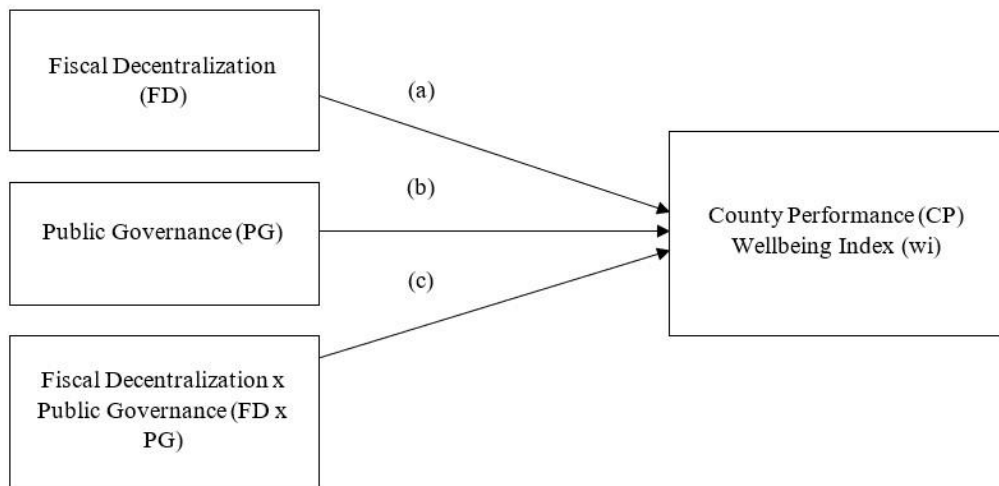 Fiscal Decentralization
(FD)
(a)
Public Governance (PG)
(b)
County Performance (CP)
Wellbeing Index (wi)
(c)
Fiscal Decentralization x
Public Governance (FD x
PG)